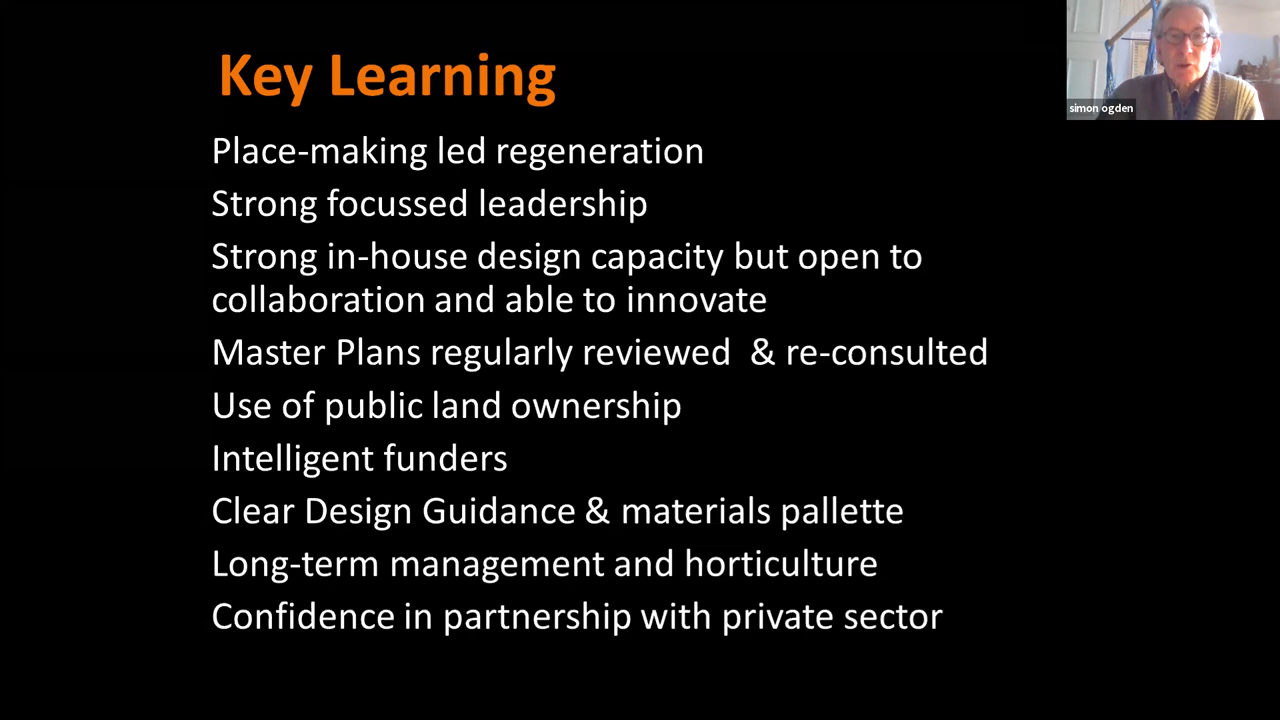 Key Learning
simon ogden
Place-making led regeneration
Strong focussed leadership
Strong in-house design capacity but open to
collaboration and able to innovate
Master Plans regularly reviewed  & re-consulted
Use of public land ownership
Intelligent funders
Clear Design Guidance & materials pallette
Long-term management and horticulture
Confidence in partnership with private sector